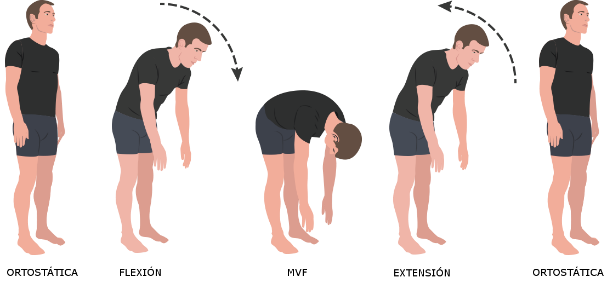 ORTOSTÁTICA
FLEXIÓN
MVF
EXTENSIÓN
ORTOSTÁTICA